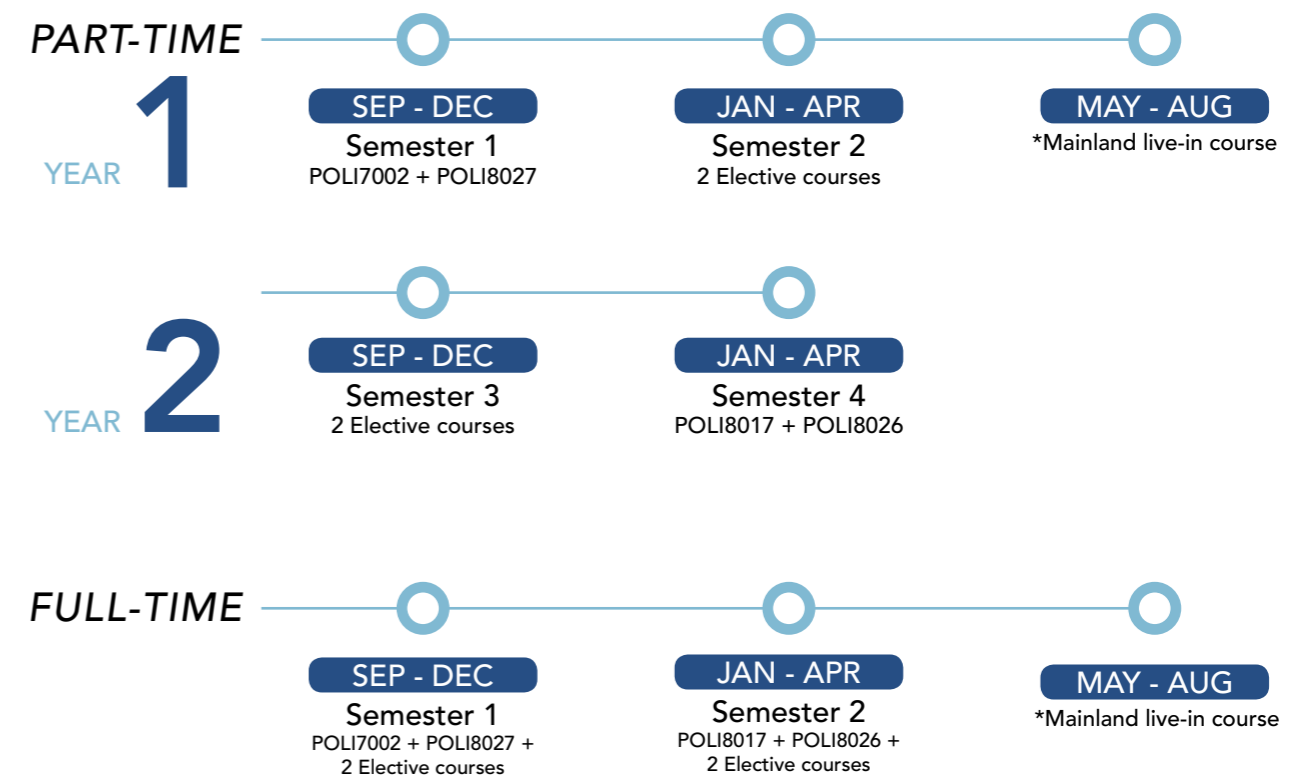 PART-TIME
YEAR 1
SEP - DEC
Semester 1
POLI7002 + POLI8027
JAN - APR
Semester 2
2 Elective courses
MAY - AUG
*Mainland live-in course
YEAR 2
SEP - DEC
Semester 3
2 Elective courses
JAN - APR
Semester 4
POLI8017 + POLI8026
FULL-TIME
SEP - DEC
Semester 1
POLI7002 + POLI8027 +
2 Elective courses
JAN - APR
Semester 2
POLI8017 + POLI8026 +
2 Elective courses
MAY - AUG
*Mainland live-in course